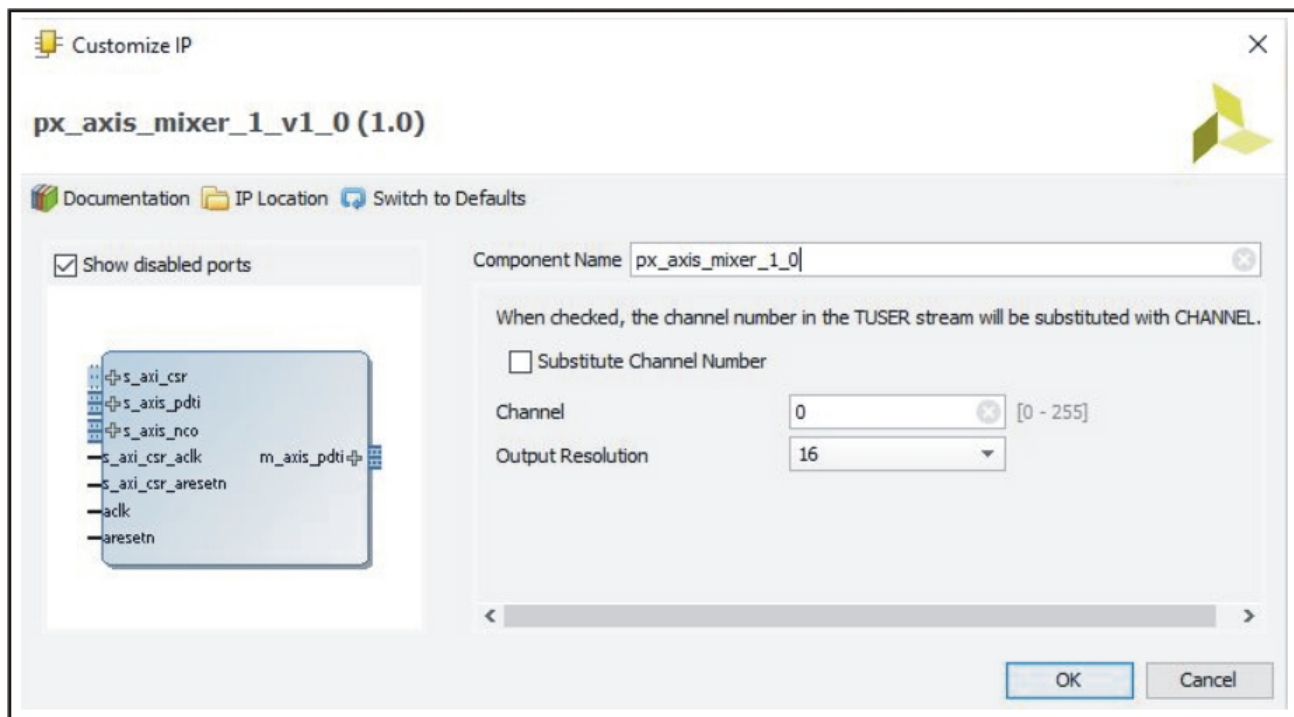 Customize IP
px_axis_mixer_1_v1_0 (1.0)
Documentation IP Location Switch to Defaults
Show disabled ports
s_axi_csr
s_axis_pdti
s_axis_nco
s_axi_csr_aclk m_axis_pdti
s_axi_csr_aresetn
aclk
aresetn
Component Name px_axis_mixer_1_0
When checked, the channel number in the TUSER stream will be substituted with CHANNEL.
Substitute Channel Number
Channel 0 [0 - 255]
Output Resolution 16
OK Cancel